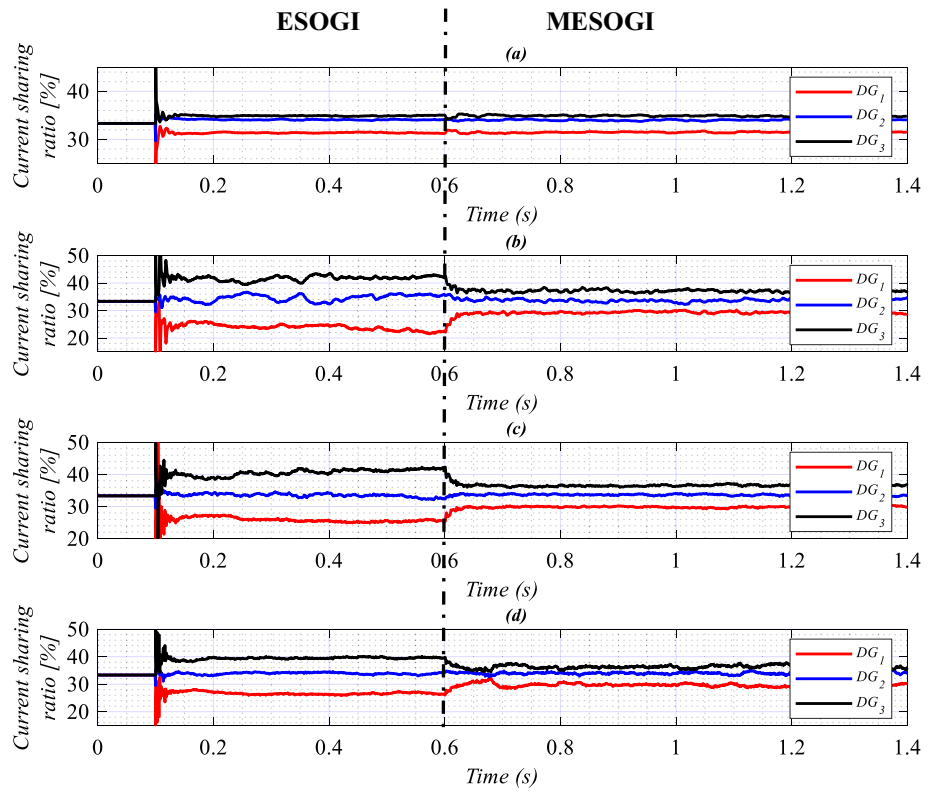 ESOGI MESOGI
(a)
Current sharing
ratio [%]
40
30
DG1
DG2
DG3
0 0.2 0.4 0.6 0.8 1 1.2 1.4
Time (s)
(b)
Current sharing
ratio [%]
50
40
30
20
DG1
DG2
DG3
0 0.2 0.4 0.6 0.8 1 1.2 1.4
Time (s)
(c)
Current sharing
ratio [%]
50
40
30
20
DG1
DG2
DG3
0 0.2 0.4 0.6 0.8 1 1.2 1.4
Time (s)
(d)
Current sharing
ratio [%]
50
40
30
20
DG1
DG2
DG3
0 0.2 0.4 0.6 0.8 1 1.2 1.4
Time (s)